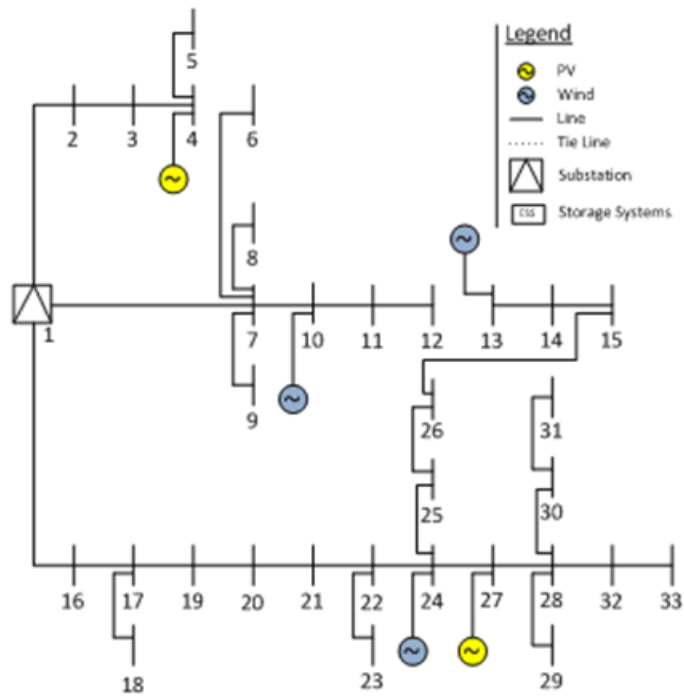 Legend
PV
Wind
Line
Tie Line
Substation
ESS Storage Systems
5
2 3 4 6
8
1 7 10 11 12 13 14 15
9
26 31
25 30
16 17 19 20 21 22 24 27 28 32 33
18 23 29